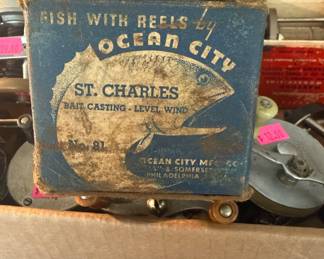 FISH WITH REELS by
OCEAN CITY
ST. CHARLES
BAIT CASTING - LEVEL WIND
No. 81
OCEAN CITY MFG. CO.
& SOMERSET
PHILADELPHIA